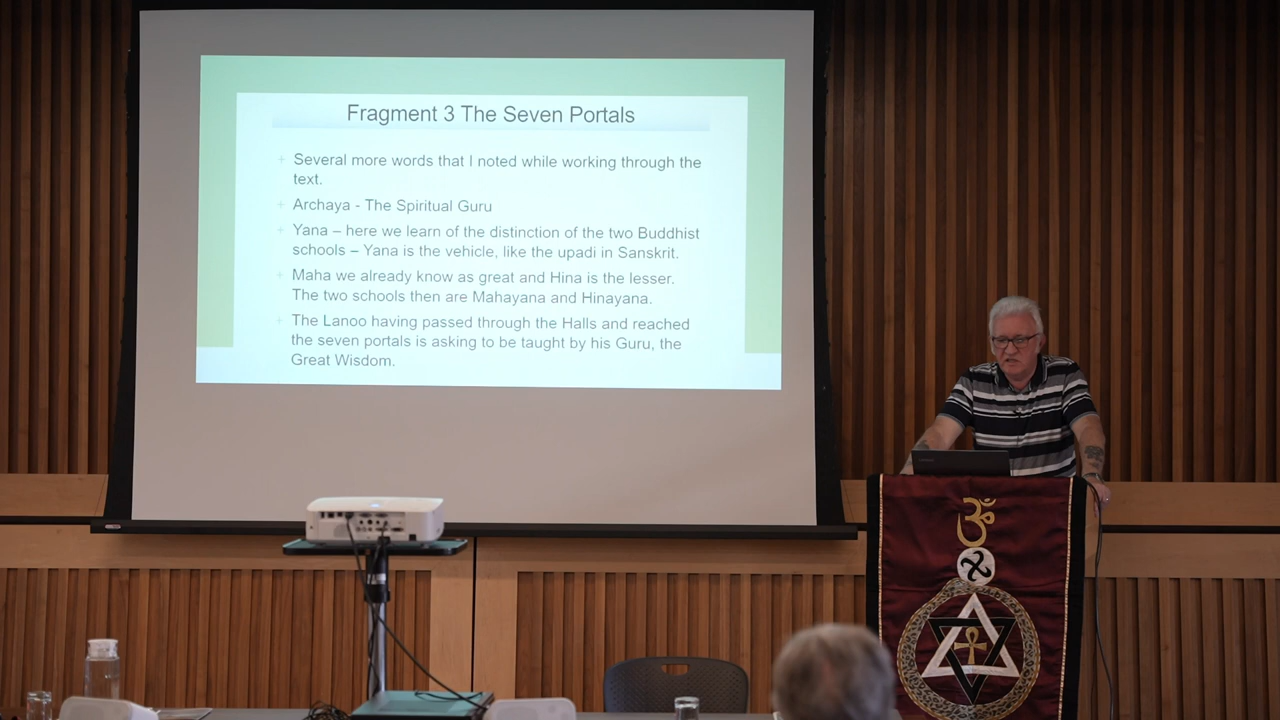 Fragment 3 The Seven Portals
Several more words that I noted while working through the
text.
Archaya - The Spiritual Guru
Yana – here we learn of the distinction of the two Buddhist
schools – Yana is the vehicle, like the upadi in Sanskrit.
Maha we already know as great and Hina is the lesser.
The two schools then are Mahayana and Hinayana.
The Lanoo having passed through the Halls and reached
the seven portals is asking to be taught by his Guru, the
Great Wisdom.
ॐ